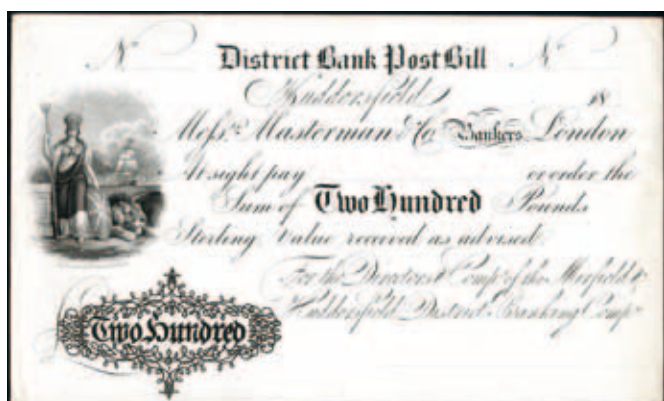 N District Bank Post Bill N
Huddersfield 18
Messrs Masterman & Co Bankers London
At sight pay or order the
Sum of Two Hundred Pounds
Sterling Value received as advised
For the Directors & Compy of the Mirfield &
Huddersfield District Banking Compy
£ Two Hundred